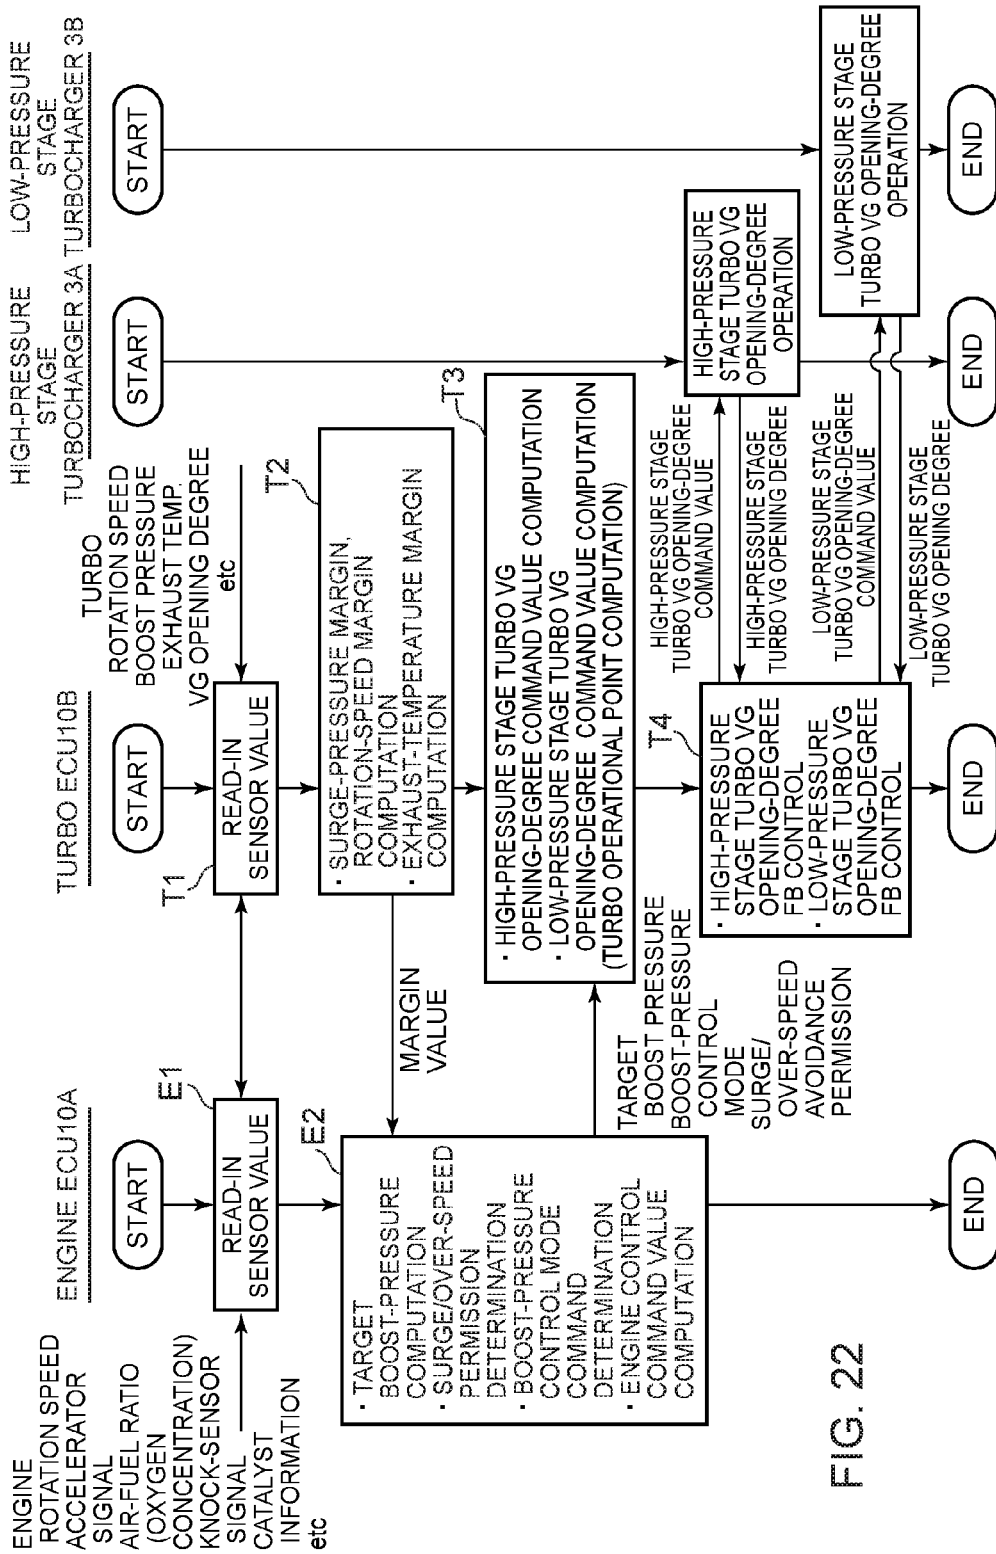 ENGINE ECU10A
TURBO ECU10B
HIGH-PRESSURE
STAGE
TURBOCHARGER 3A
LOW-PRESSURE
STAGE
TURBOCHARGER 3B
START
START
START
START
ENGINE
ROTATION SPEED
ACCELERATOR
SIGNAL
AIR-FUEL RATIO
(OXYGEN
CONCENTRATION)
KNOCK-SENSOR
SIGNAL
CATALYST
INFORMATION
etc
E1
READ-IN
SENSOR VALUE
T1
READ-IN
SENSOR VALUE
TURBO
ROTATION SPEED
BOOST PRESSURE
EXHAUST TEMP.
VG OPENING DEGREE
etc
T2
· SURGE-PRESSURE MARGIN,
ROTATION-SPEED MARGIN
COMPUTATION
· EXHAUST-TEMPERATURE MARGIN
COMPUTATION
MARGIN
VALUE
E2
· TARGET
BOOST-PRESSURE
COMPUTATION
· SURGE/OVER-SPEED
PERMISSION
DETERMINATION
· BOOST-PRESSURE
CONTROL MODE
COMMAND
DETERMINATION
· ENGINE CONTROL
COMMAND VALUE
COMPUTATION
T3
· HIGH-PRESSURE STAGE TURBO VG
OPENING-DEGREE COMMAND VALUE COMPUTATION
· LOW-PRESSURE STAGE TURBO VG
OPENING-DEGREE COMMAND VALUE COMPUTATION
(TURBO OPERATIONAL POINT COMPUTATION)
TARGET
BOOST PRESSURE
BOOST-PRESSURE
CONTROL
MODE
SURGE/
OVER-SPEED
AVOIDANCE
PERMISSION
T4
· HIGH-PRESSURE
STAGE TURBO VG
OPENING-DEGREE
FB CONTROL
· LOW-PRESSURE
STAGE TURBO VG
OPENING-DEGREE
FB CONTROL
HIGH-PRESSURE STAGE
TURBO VG OPENING-DEGREE
COMMAND VALUE
HIGH-PRESSURE STAGE
TURBO VG OPENING DEGREE
HIGH-PRESSURE
STAGE TURBO VG
OPENING-DEGREE
OPERATION
LOW-PRESSURE STAGE
TURBO VG OPENING-DEGREE
COMMAND VALUE
LOW-PRESSURE STAGE
TURBO VG OPENING DEGREE
LOW-PRESSURE STAGE
TURBO VG OPENING-DEGREE
OPERATION
END
END
END
END
FIG. 22